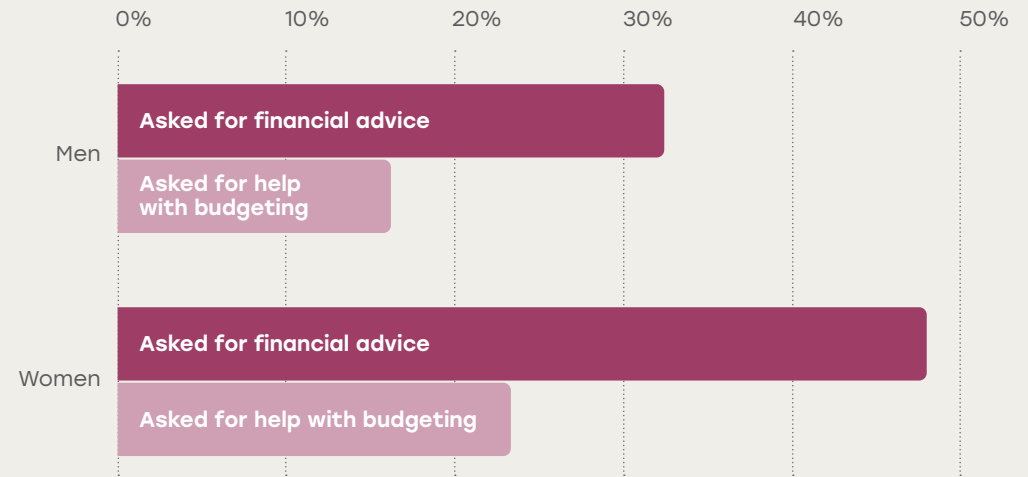 0% 10% 20% 30% 40% 50%
Asked for financial advice
Men
Asked for help
with budgeting
Asked for financial advice
Women
Asked for help with budgeting